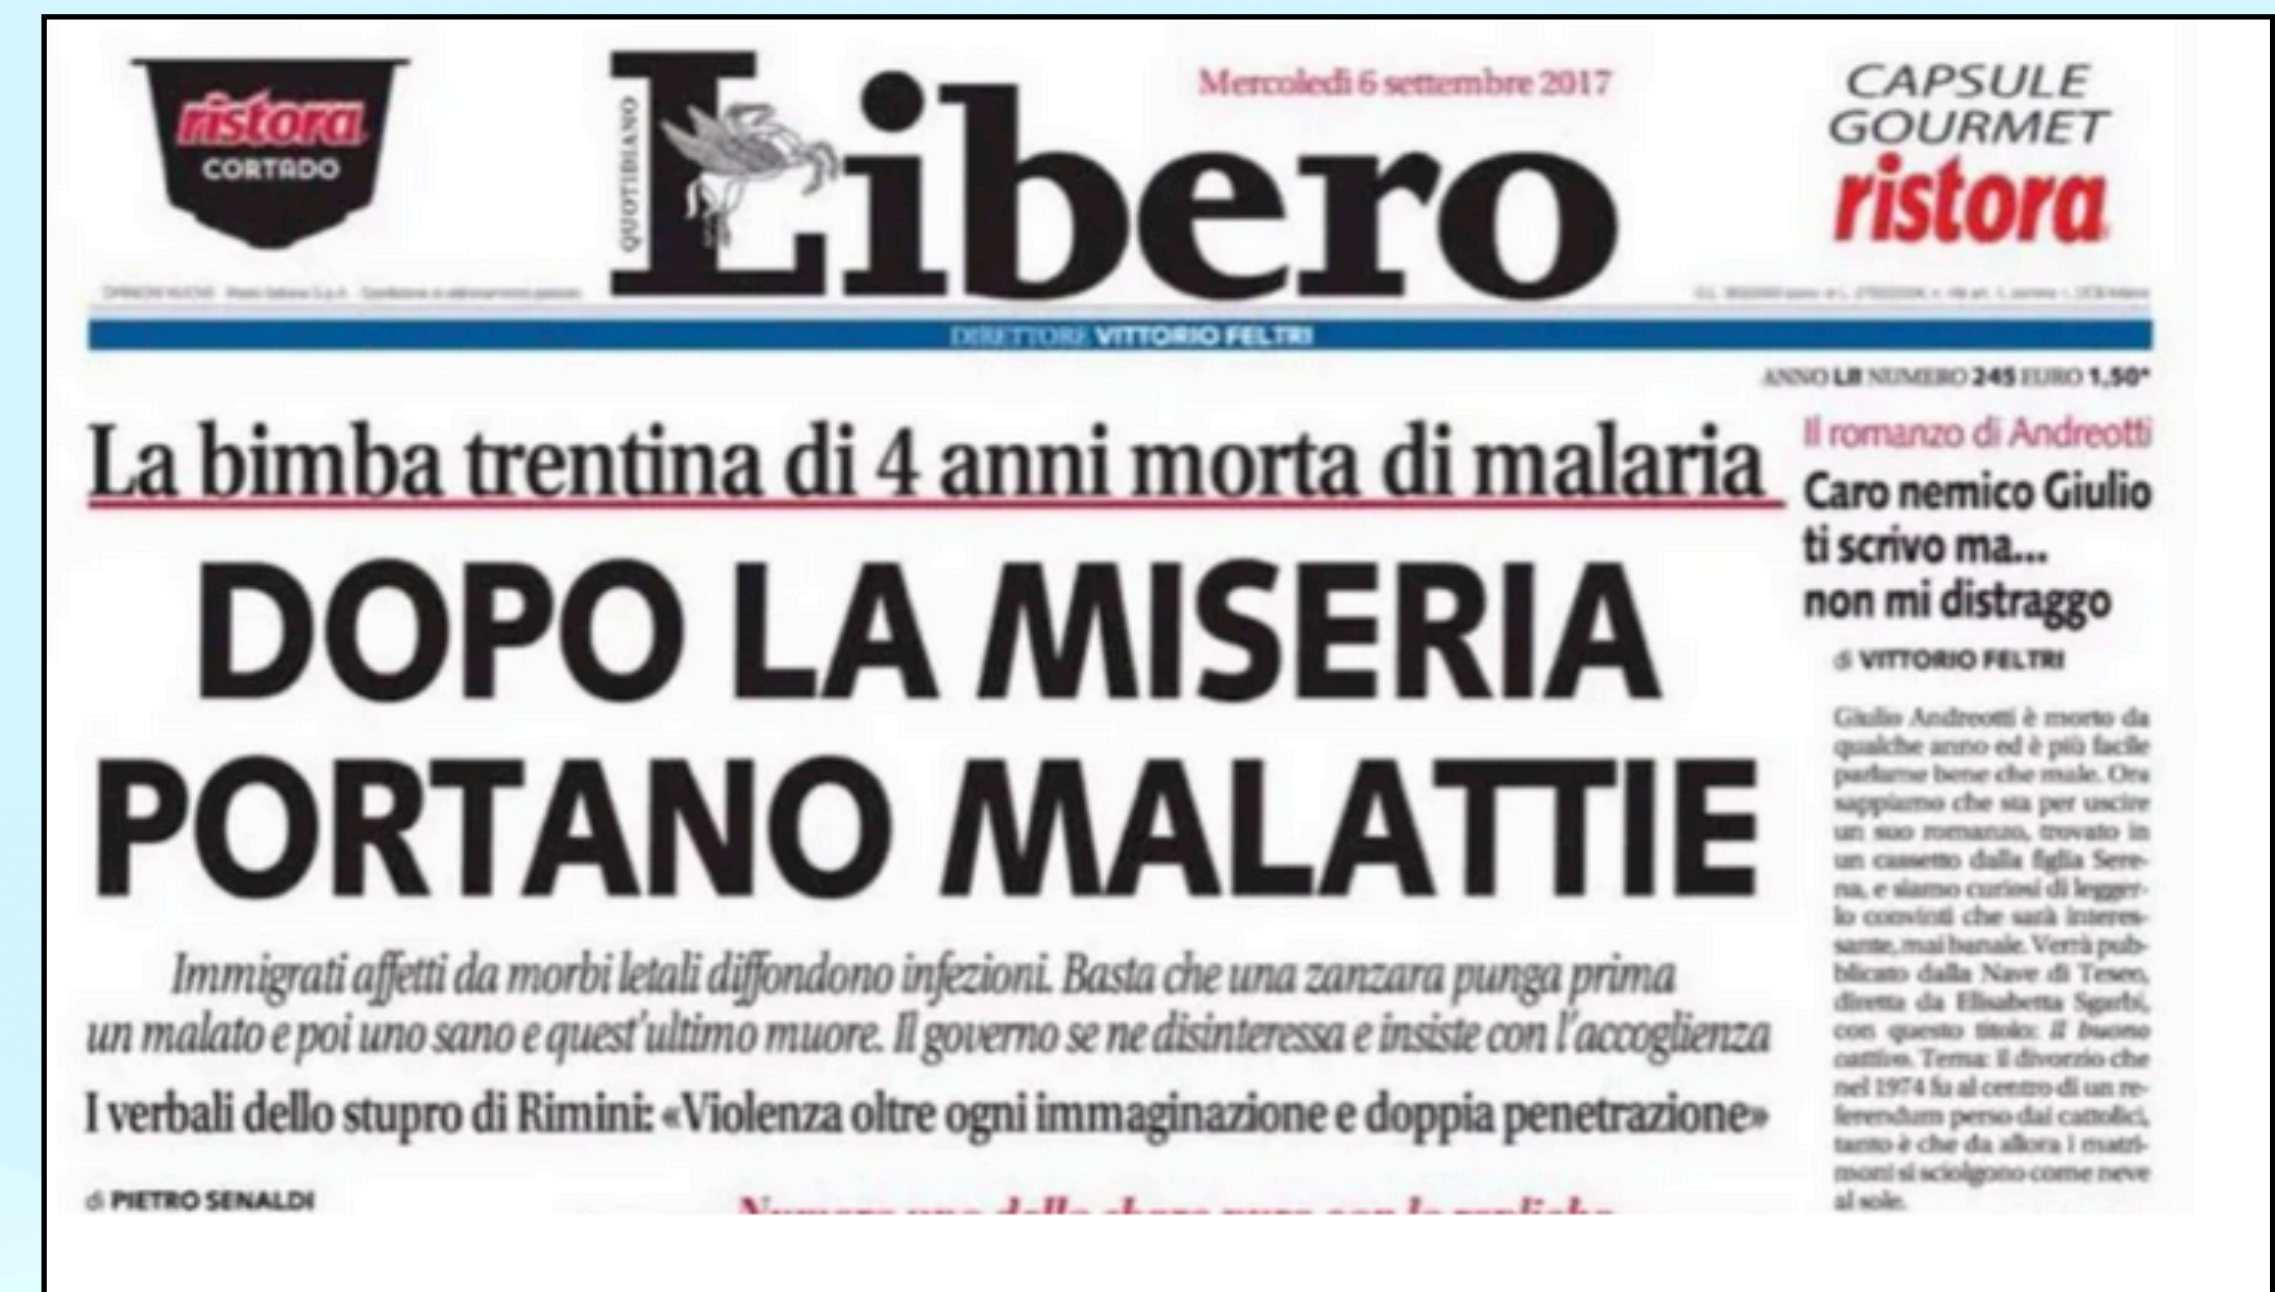 ristora
CORTADO
QUOTIDIANO
Libero
Mercoledì 6 settembre 2017
CAPSULE
GOURMET
ristora
DIRETTORE VITTORIO FELTRI
ANNO LII NUMERO 245 EURO 1,50*
La bimba trentina di 4 anni morta di malaria
DOPO LA MISERIA
PORTANO MALATTIE
Immigrati affetti da morbi letali diffondono infezioni. Basta che una zanzara punga prima
un malato e poi uno sano e quest'ultimo muore. Il governo se ne disinteressa e insiste con l'accoglienza
I verbali dello stupro di Rimini: «Violenza oltre ogni immaginazione e doppia penetrazione»
di PIETRO SENALDI
Il romanzo di Andreotti
Caro nemico Giulio
ti scrivo ma...
non mi distraggo
di VITTORIO FELTRI
Giulio Andreotti è morto da
qualche anno ed è più facile
parlarne bene che male. Ora
sappiamo che sta per uscire
un suo romanzo, trovato in
un cassetto dalla figlia Sere-
na, e siamo curiosi di legger-
lo convinti che sarà interes-
sante, mai banale. Verrà pub-
blicato dalla Nave di Teseo,
diretta da Elisabetta Sgarbi,
con questo titolo: Il buono
cattivo. Tema: il divorzio che
nel 1974 fu al centro di un re-
ferendum perso dai cattolici,
tanto è che da allora i matri-
moni si sciolgono come neve
al sole.